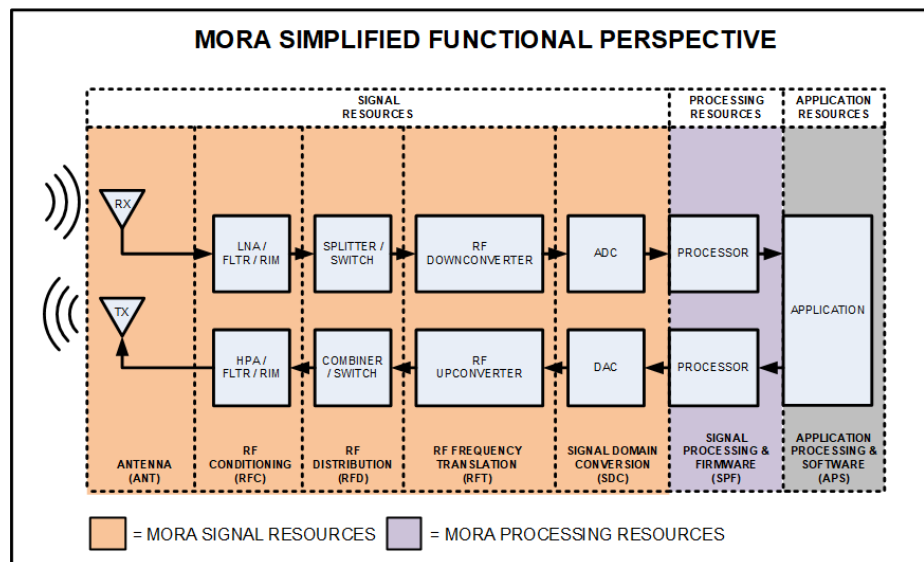 MORA SIMPLIFIED FUNCTIONAL PERSPECTIVE
SIGNAL
RESOURCES
PROCESSING
RESOURCES
APPLICATION
RESOURCES
RX
LNA /
FLTR / RIM
SPLITTER /
SWITCH
RF
DOWNCONVERTER
ADC
PROCESSOR
APPLICATION
TX
HPA /
FLTR / RIM
COMBINER
/ SWITCH
RF
UPCONVERTER
DAC
PROCESSOR
ANTENNA
(ANT)
RF
CONDITIONING
(RFC)
RF
DISTRIBUTION
(RFD)
RF FREQUENCY
TRANSLATION
(RFT)
SIGNAL DOMAIN
CONVERSION
(SDC)
SIGNAL
PROCESSING &
FIRMWARE
(SPF)
APPLICATION
PROCESSING &
SOFTWARE
(APS)
= MORA SIGNAL RESOURCES
= MORA PROCESSING RESOURCES